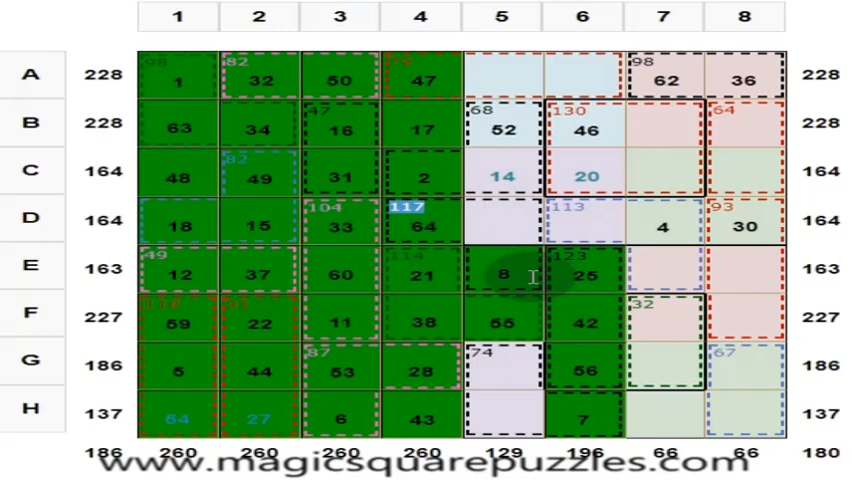 1 2 3 4 5 6 7 8
A 228 98 1 82 32 50 79 47 98 62 36 228
B 228 63 34 47 16 17 68 52 130 46 64 228
C 164 48 82 49 31 2 14 20 164
D 164 18 15 104 33 117 64 113 4 93 30 164
E 163 49 12 37 60 114 21 8 123 25 163
F 227 118 59 93 22 11 38 55 42 32 227
G 186 5 44 87 53 28 74 56 67 186
H 137 54 27 6 43 7 137
186 260 260 260 260 129 196 66 66 180
www.magicsquarepuzzles.com